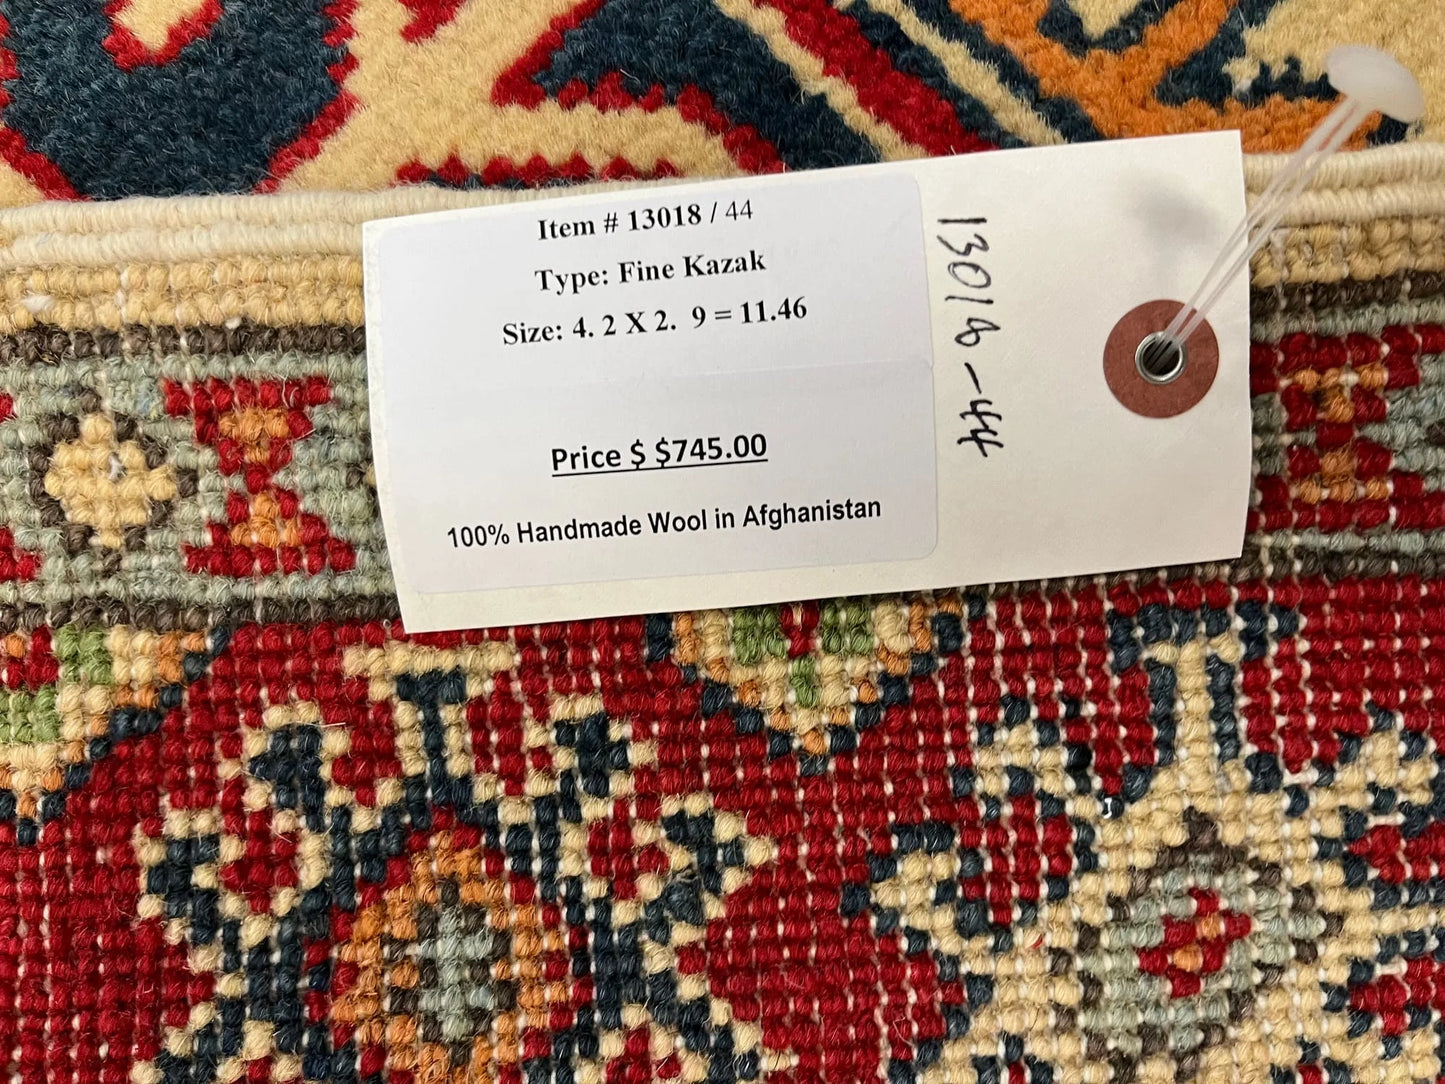 Item # 13018 / 44
Type: Fine Kazak
Size: 4. 2 X 2.  9 = 11.46
Price $ $745.00
100% Handmade Wool in Afghanistan
13018-44